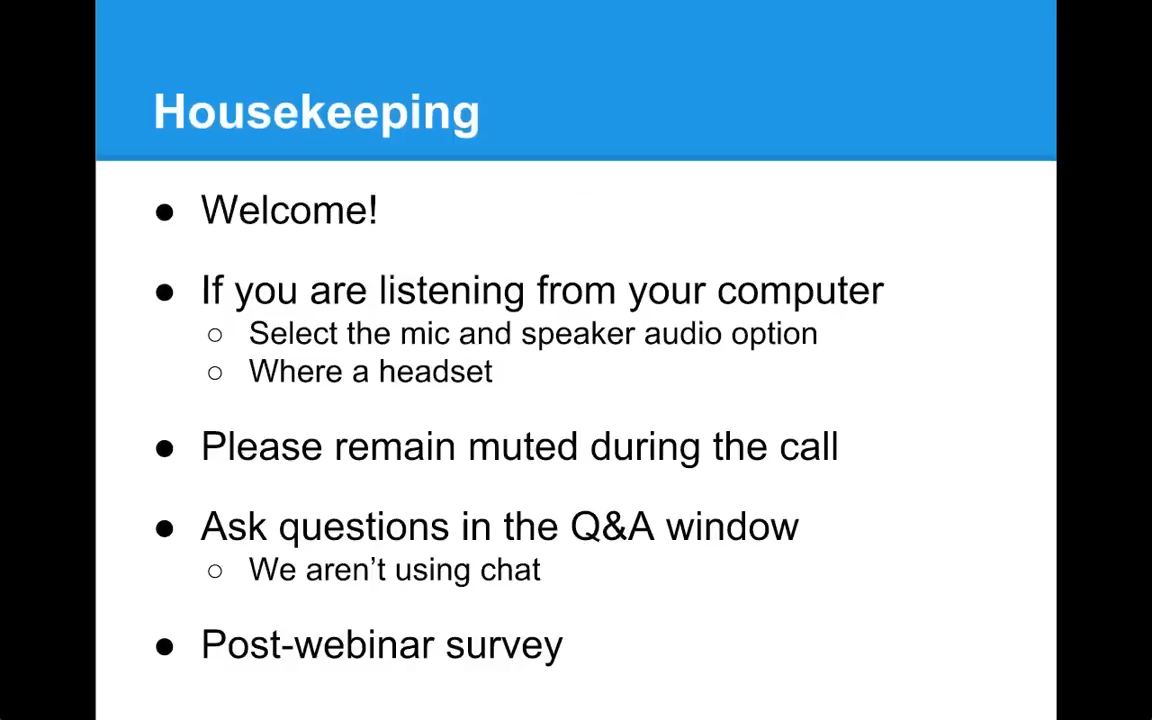 Housekeeping
● Welcome!
● If you are listening from your computer
○ Select the mic and speaker audio option
○ Where a headset
● Please remain muted during the call
● Ask questions in the Q&A window
○ We aren’t using chat
● Post-webinar survey